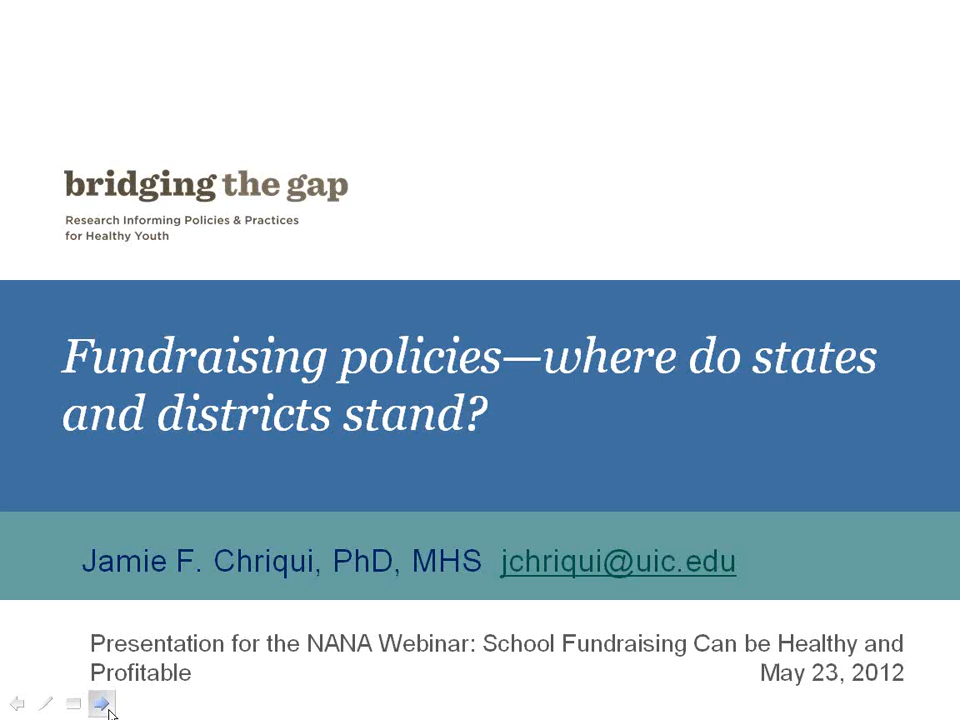 bridging the gap
Research Informing Policies & Practices
for Healthy Youth
Fundraising policies—where do states
and districts stand?
Jamie F. Chriqui, PhD, MHS jchriqui@uic.edu
Presentation for the NANA Webinar: School Fundraising Can be Healthy and
Profitable May 23, 2012